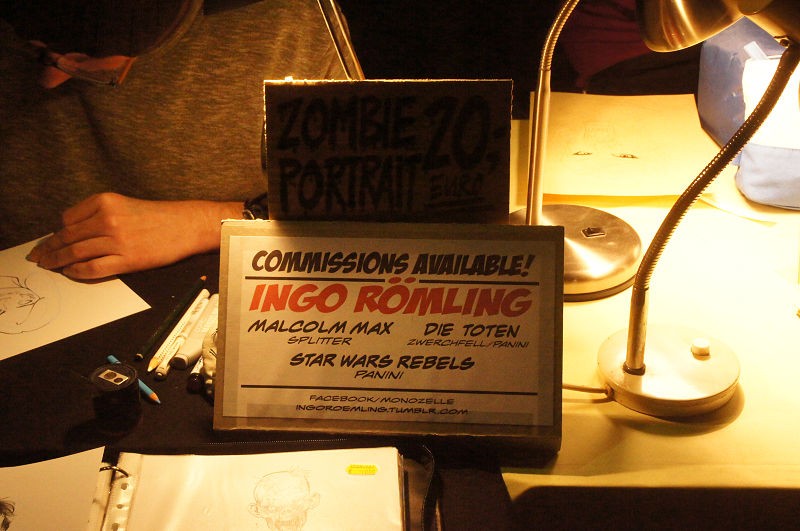 ZOMBIE 20,-
PORTRAIT EURO
COMMISSIONS AVAILABLE!
INGO RÖMLING
MALCOLM MAX DIE TOTEN
SPLITTER ZWERCHFELL/PANINI
STAR WARS REBELS
PANINI
FACEBOOK/MONOZELLE
INGOROEMLING.TUMBLR.COM